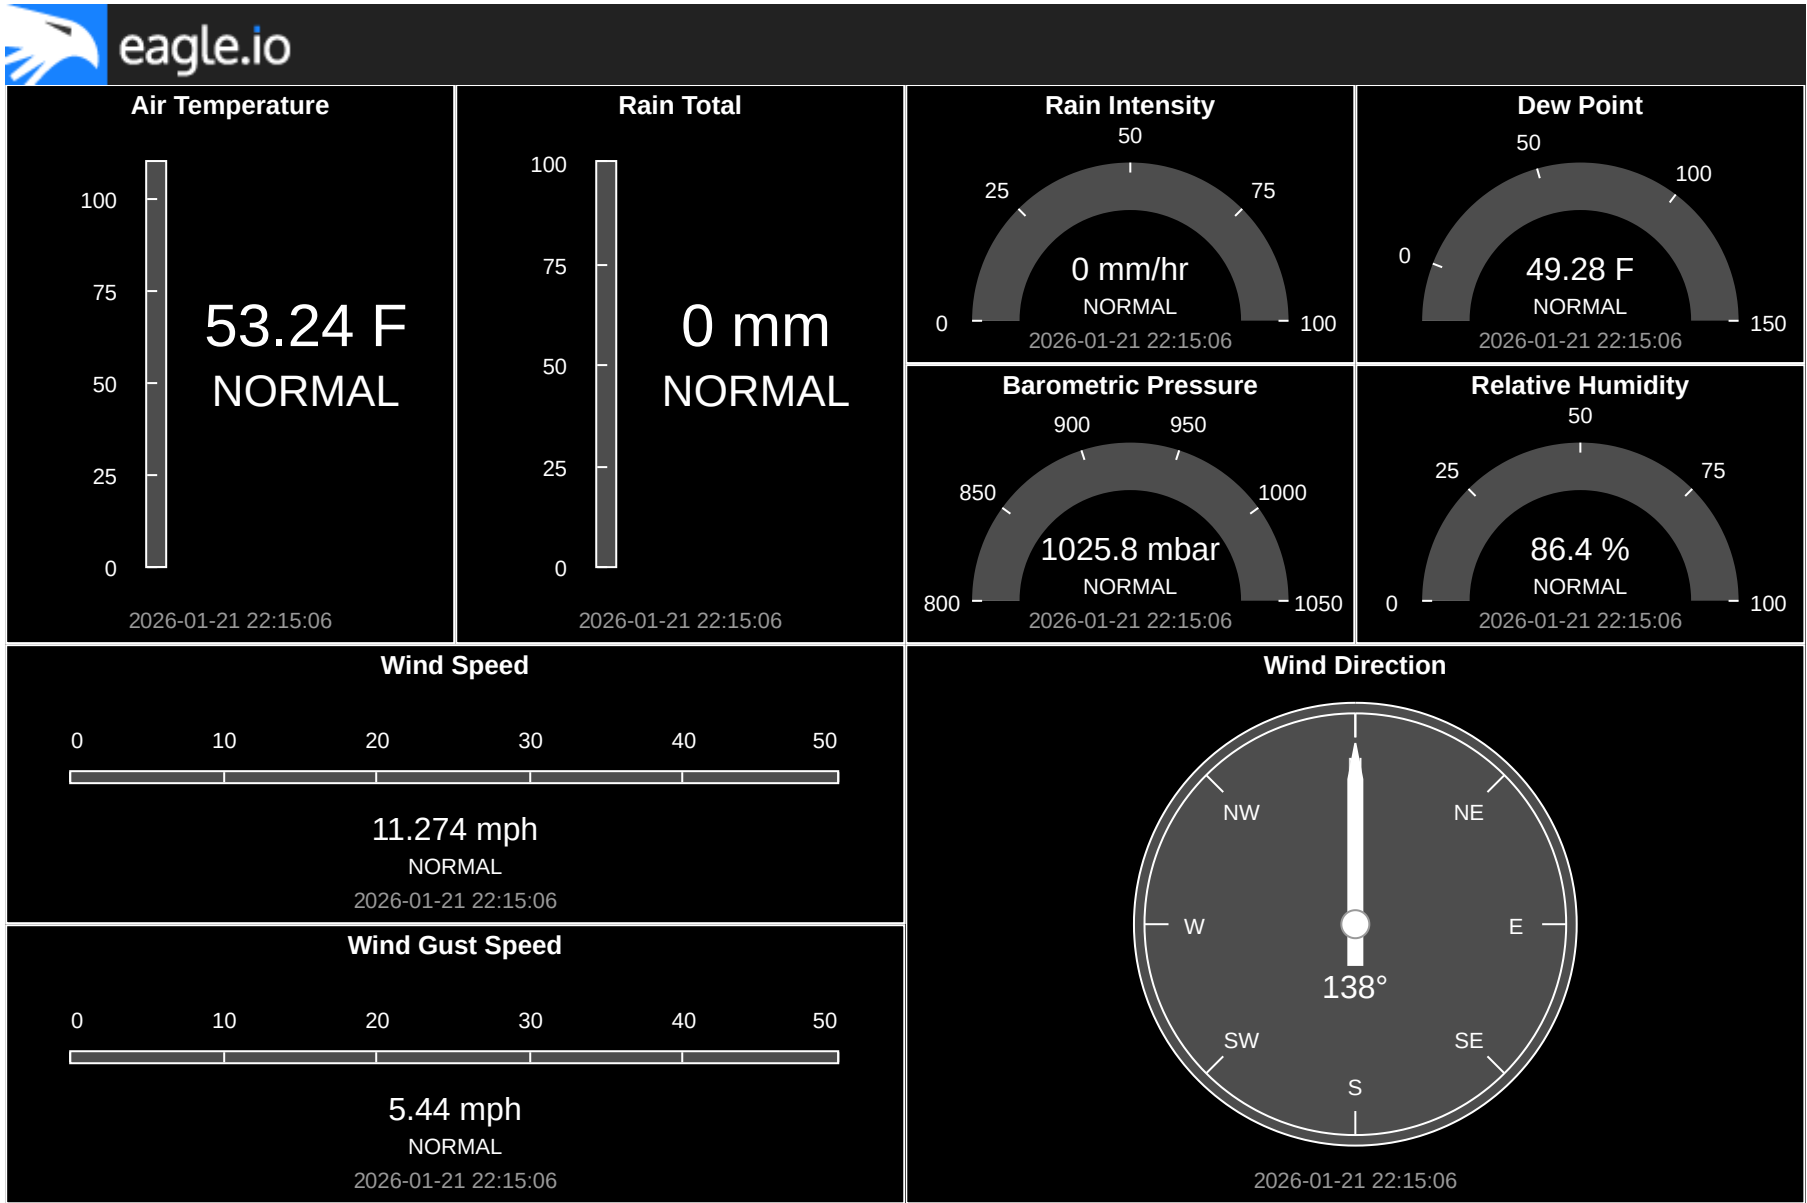 eagle.io
Air Temperature
100
75
50
25
0
53.24 F
NORMAL
2026-01-21 22:15:06
Rain Total
100
75
50
25
0
0 mm
NORMAL
2026-01-21 22:15:06
Rain Intensity
50
25
75
0
100
0 mm/hr
NORMAL
2026-01-21 22:15:06
Dew Point
50
100
0
150
49.28 F
NORMAL
2026-01-21 22:15:06
Barometric Pressure
900
950
850
1000
800
1050
1025.8 mbar
NORMAL
2026-01-21 22:15:06
Relative Humidity
50
25
75
0
100
86.4 %
NORMAL
2026-01-21 22:15:06
Wind Speed
0 10 20 30 40 50
11.274 mph
NORMAL
2026-01-21 22:15:06
Wind Gust Speed
0 10 20 30 40 50
5.44 mph
NORMAL
2026-01-21 22:15:06
Wind Direction
NW NE
W E
138°
SW SE
S
2026-01-21 22:15:06